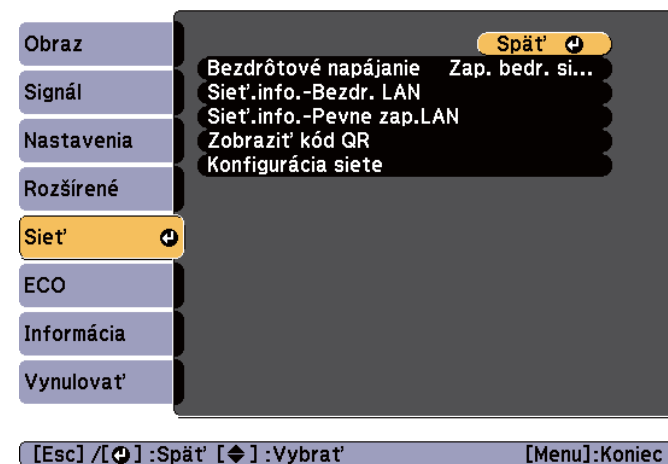 Obraz
Signál
Nastavenia
Rozšírené
Sieť
ECO
Informácia
Vynulovať
Späť
Bezdrôtové napájanie Zap. bedr. si...
Sieť.info.-Bezdr. LAN
Sieť.info.-Pevne zap.LAN
Zobraziť kód QR
Konfigurácia siete
[Esc] /[⏎] :Späť [◆] :Vybrať [Menu]:Koniec